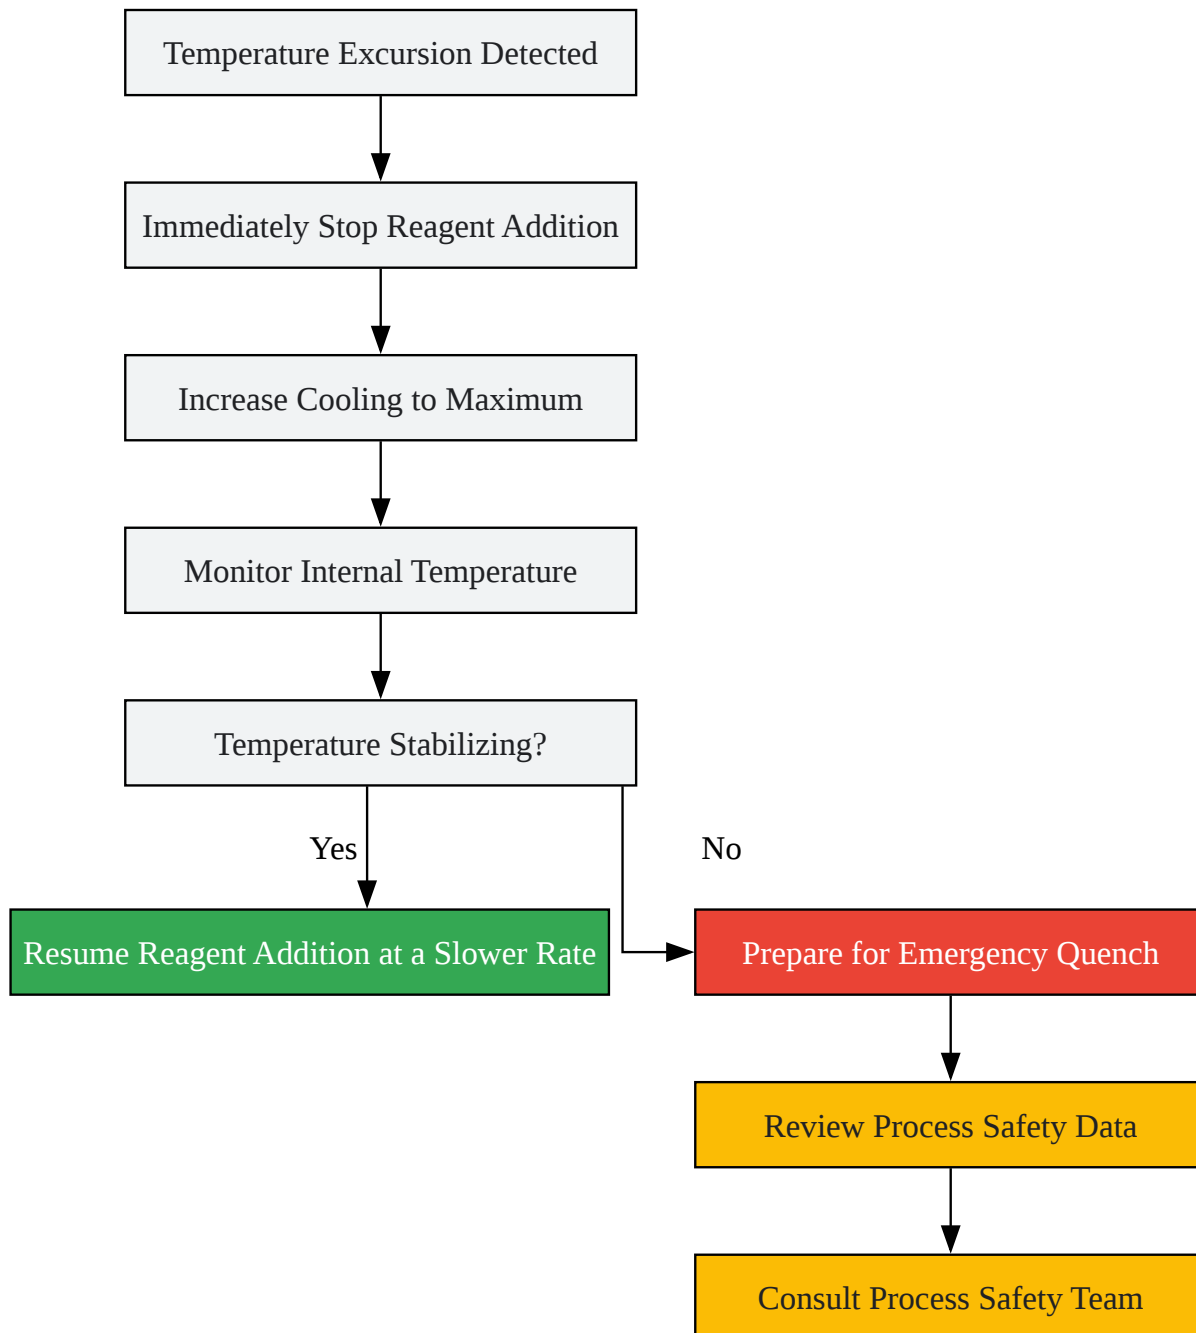 Temperature Excursion Detected
Immediately Stop Reagent Addition
Increase Cooling to Maximum
Monitor Internal Temperature
Temperature Stabilizing?
Yes
No
Resume Reagent Addition at a Slower Rate
Prepare for Emergency Quench
Review Process Safety Data
Consult Process Safety Team